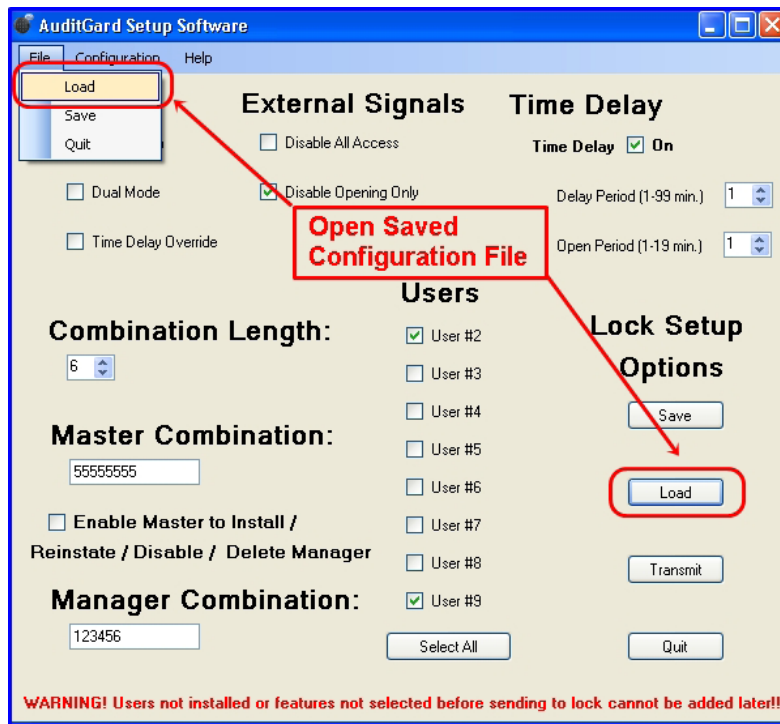 AuditGard Setup Software
File Configuration Help
Load
Save
Quit
External Signals
Disable All Access
Disable Opening Only
Time Delay
Time Delay On
Delay Period (1-99 min.) 1
Open Period (1-19 min.) 1
Dual Mode
Time Delay Override
Open Saved
Configuration File
Combination Length:
6
Master Combination:
55555555
Enable Master to Install /
Reinstate / Disable / Delete Manager
Manager Combination:
123456
Users
User #2
User #3
User #4
User #5
User #6
User #7
User #8
User #9
Select All
Lock Setup
Options
Save
Load
Transmit
Quit
WARNING! Users not installed or features not selected before sending to lock cannot be added later!!